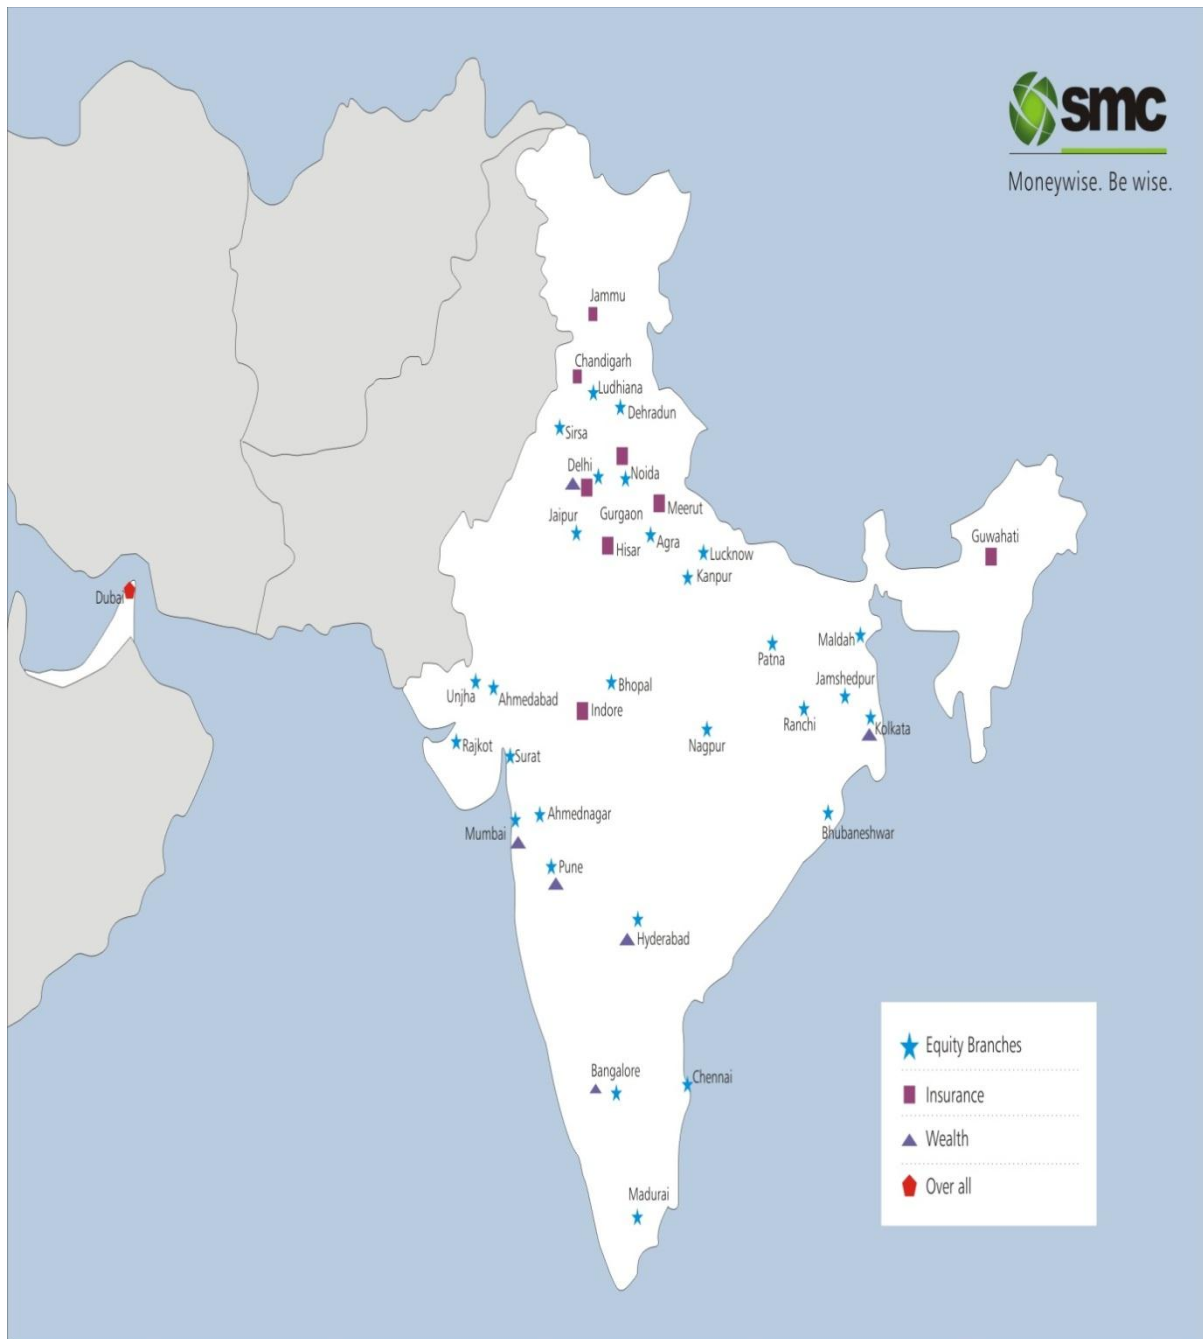 smc
Moneywise. Be wise.
Jammu
Chandigarh
Ludhiana
Dehradun
Sirsa
Delhi
Noida
Gurgaon
Meerut
Jaipur
Hisar
Agra
Lucknow
Kanpur
Guwahati
Dubai
Maldah
Patna
Jamshedpur
Unjha
Ahmedabad
Bhopal
Indore
Ranchi
Kolkata
Nagpur
Rajkot
Surat
Ahmednagar
Mumbai
Bhubaneshwar
Pune
Hyderabad
Bangalore
Chennai
Madurai
Equity Branches
Insurance
Wealth
Over all